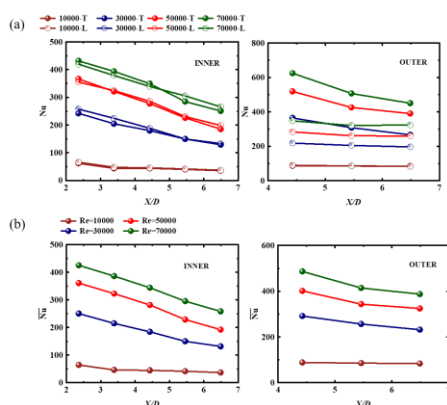 (a)
10000-T 30000-T 50000-T 70000-T
10000-L 30000-L 50000-L 70000-L
500
400
300
200
100
0
Nu
INNER
2 3 4 5 6 7
X/D
800
600
400
200
0
OUTER
4 5 6 7
X/D
(b)
Re=10000 Re=50000
Re=30000 Re=70000
500
400
300
200
100
0
Nu
INNER
2 3 4 5 6 7
X/D
600
400
200
0
Nu
OUTER
4 5 6 7
X/D